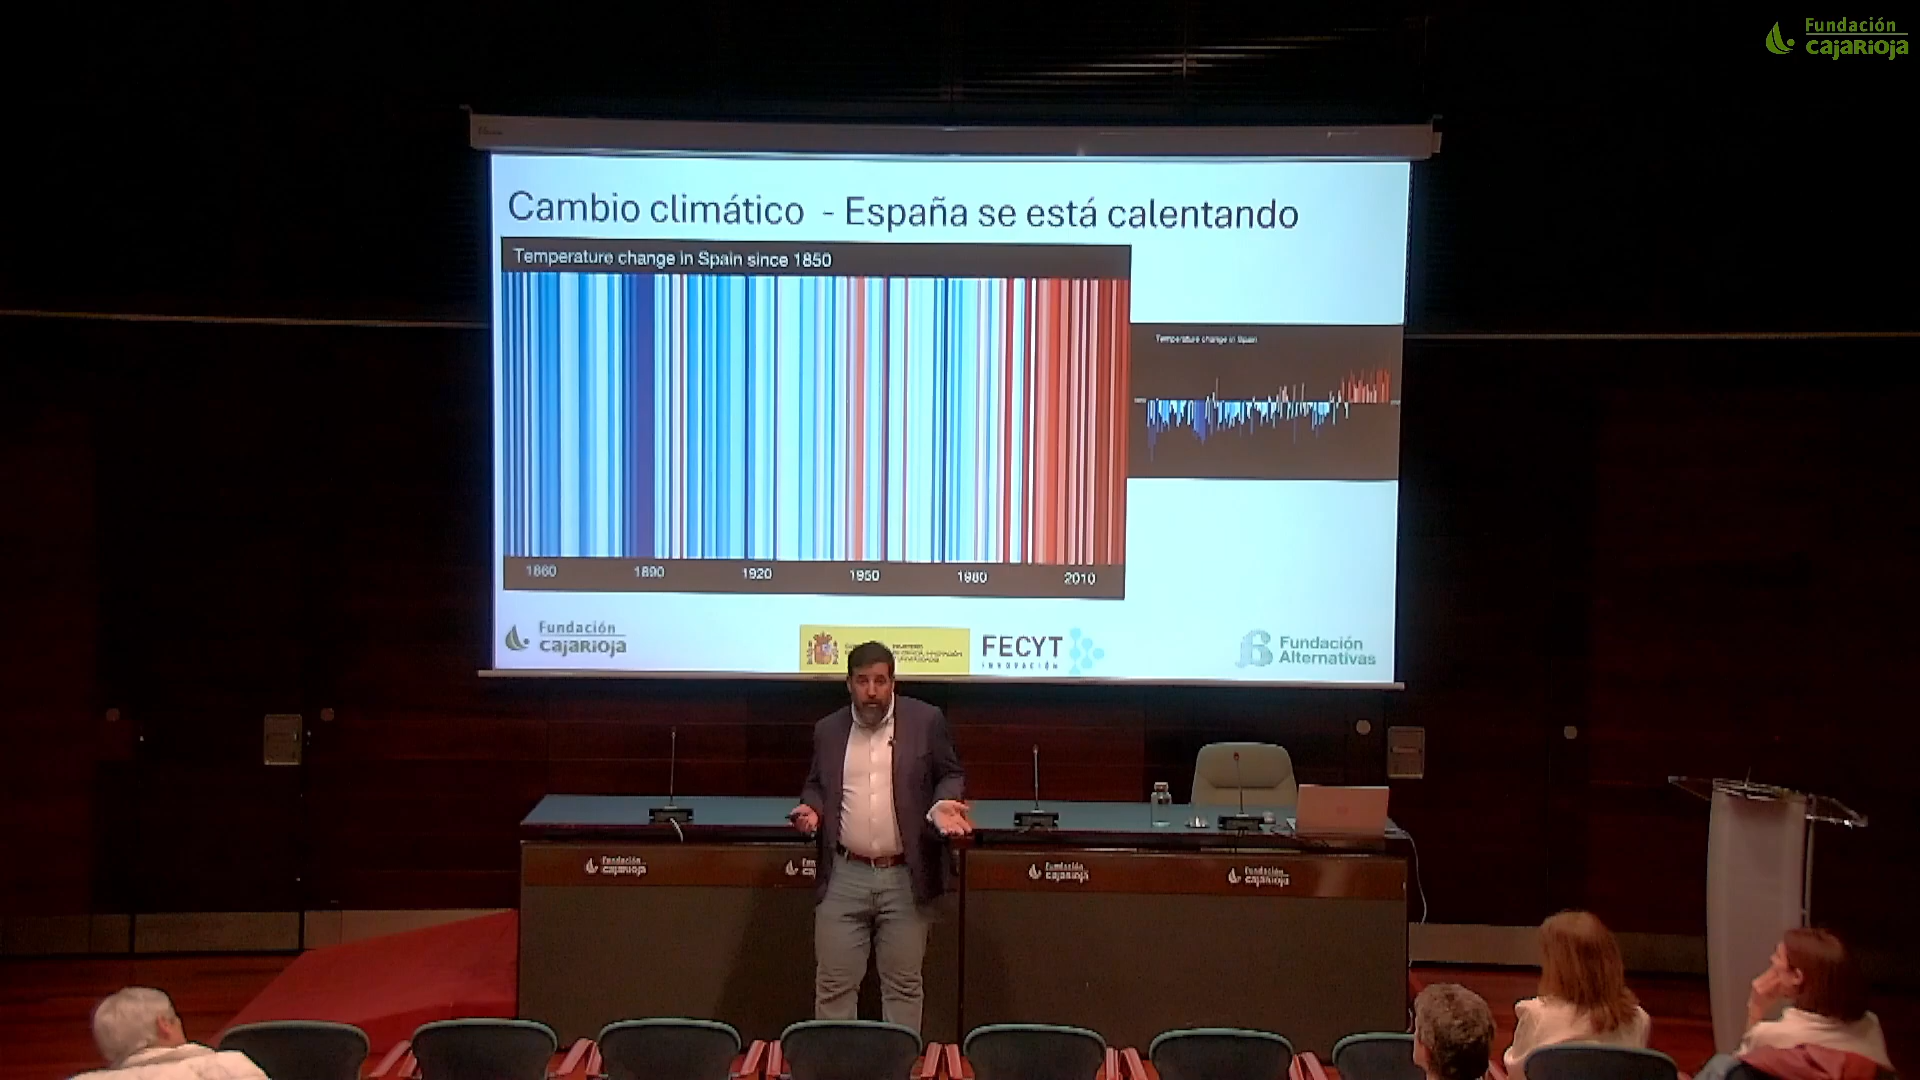 Fundación
CAJARIOJA
Cambio climático - España se está calentando
Temperature change in Spain since 1850
Temperature change in Spain
1860 1890 1920 1950 1980 2010
Fundación
CAJARIOJA
FECYT
INNOVACIÓN
Fundación
Alternativas
Fundación
CAJARIOJA
Fundación
CAJARIOJA
Fundación
CAJARIOJA